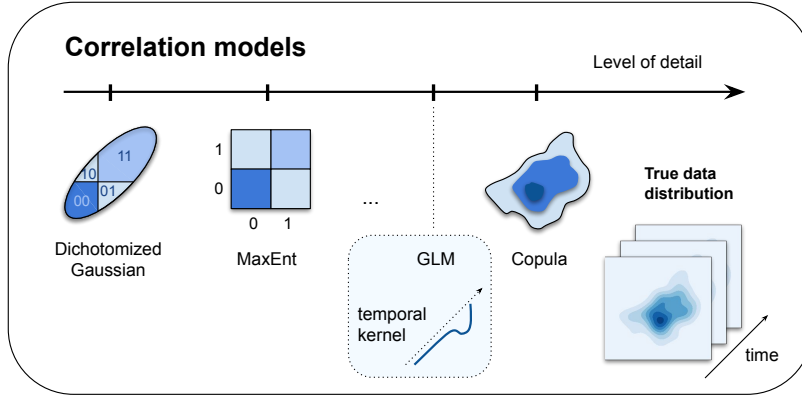 Correlation models
Level of detail
11
10
01
00
Dichotomized
Gaussian
1
0
0 1
MaxEnt
...
GLM
temporal
kernel
Copula
True data
distribution
time